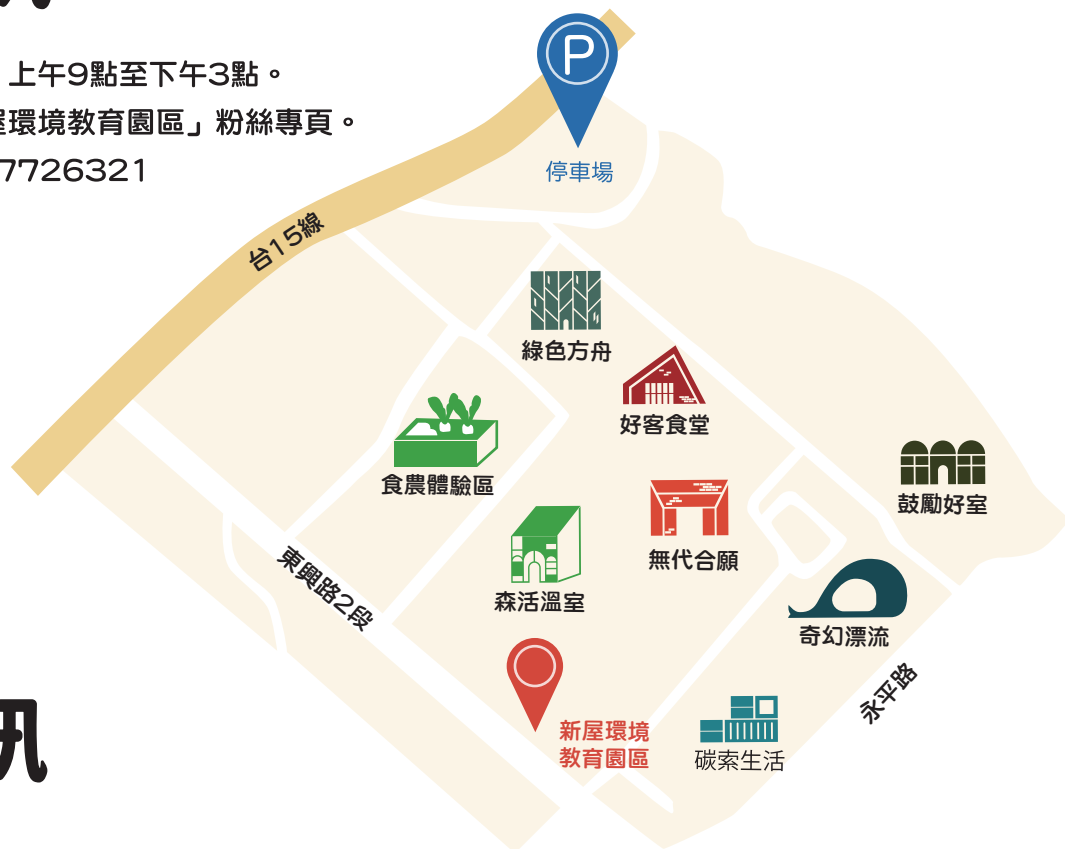 上午9點至下午3點。
屋環境教育園區」粉絲專頁。
7726321
P
停車場
台15線
綠色方舟
好客食堂
食農體驗區
鼓勵好室
無代合願
森活溫室
東興路2段
奇幻漂流
永平路
新屋環境
教育園區
碳索生活
訊